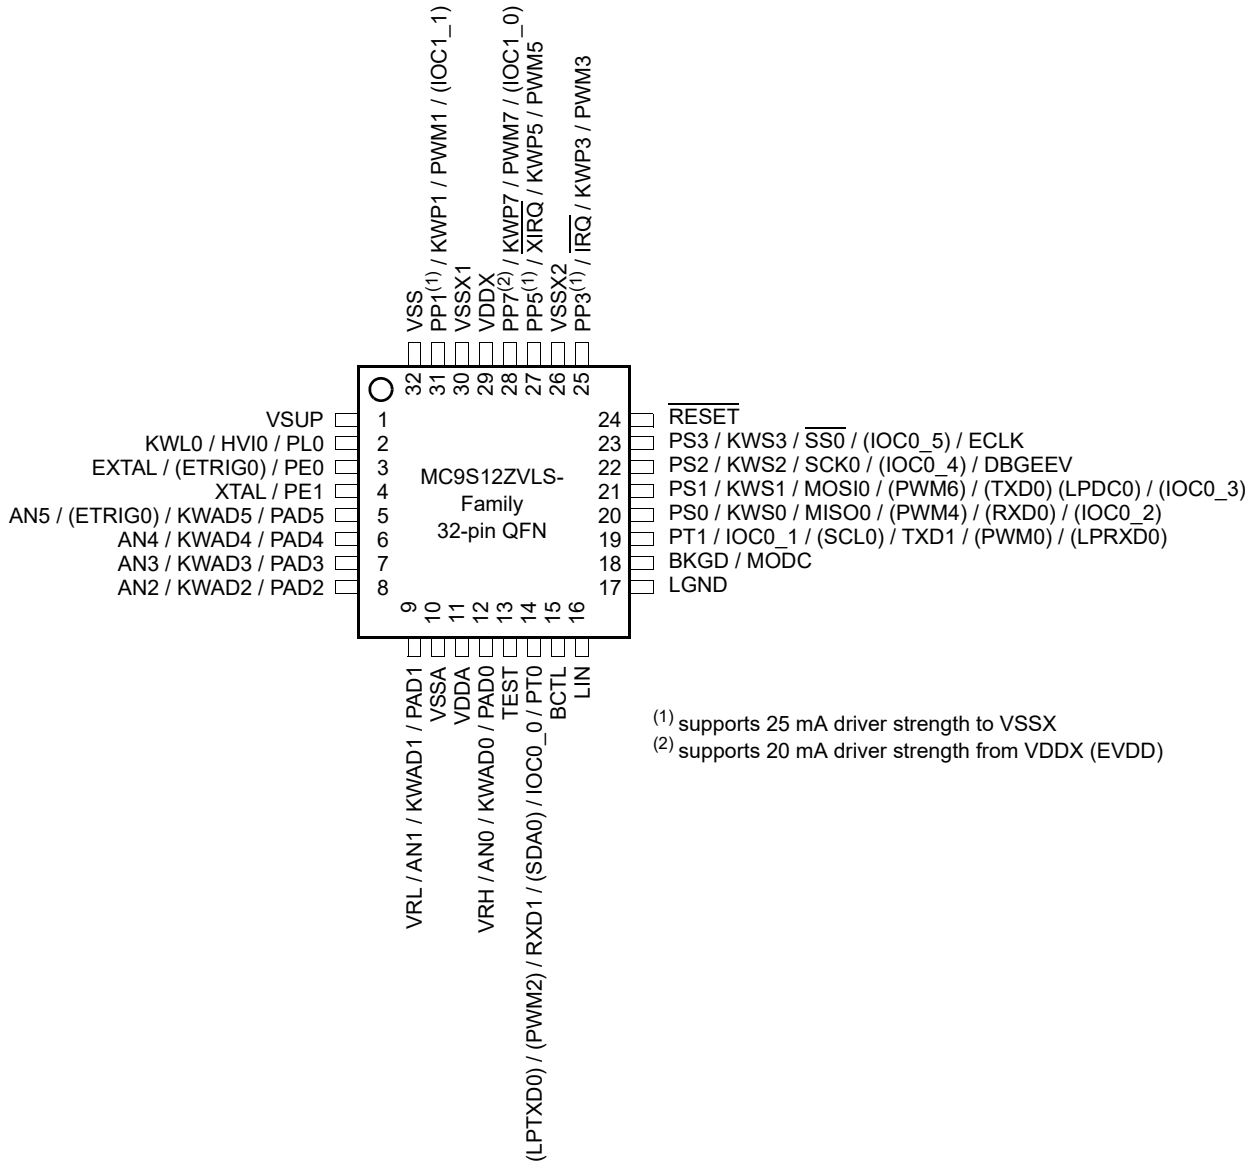 VSS
PP1(1) / KWP1 / PWM1 / (IOC1_1)
VSSX1
VDDX
PP7(2) / KWP7 / PWM7 / (IOC1_0)
PP5(1) / XIRQ / KWP5 / PWM5
VSSX2
PP3(1) / IRQ / KWP3 / PWM3
32 31 30 29 28 27 26 25
VSUP 1
KWL0 / HVI0 / PL0 2
EXTAL / (ETRIG0) / PE0 3
XTAL / PE1 4
AN5 / (ETRIG0) / KWAD5 / PAD5 5
AN4 / KWAD4 / PAD4 6
AN3 / KWAD3 / PAD3 7
AN2 / KWAD2 / PAD2 8
MC9S12ZVLS-
Family
32-pin QFN
24 RESET
23 PS3 / KWS3 / SS0 / (IOC0_5) / ECLK
22 PS2 / KWS2 / SCK0 / (IOC0_4) / DBGEEV
21 PS1 / KWS1 / MOSI0 / (PWM6) / (TXD0) (LPDC0) / (IOC0_3)
20 PS0 / KWS0 / MISO0 / (PWM4) / (RXD0) / (IOC0_2)
19 PT1 / IOC0_1 / (SCL0) / TXD1 / (PWM0) / (LPRXD0)
18 BKGD / MODC
17 LGND
9 10 11 12 13 14 15 16
VRL / AN1 / KWAD1 / PAD1
VSSA
VDDA
VRH / AN0 / KWAD0 / PAD0
TEST
(LPTXD0) / (PWM2) / RXD1 / (SDA0) / IOC0_0 / PT0
BCTL
LIN
(1) supports 25 mA driver strength to VSSX
(2) supports 20 mA driver strength from VDDX (EVDD)